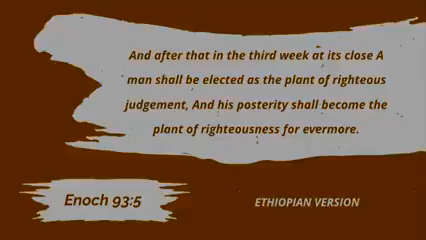 And after that in the third week at its close A
man shall be elected as the plant of righteous
judgement, And his posterity shall become the
plant of righteousness for evermore.
Enoch 93:5
ETHIOPIAN VERSION